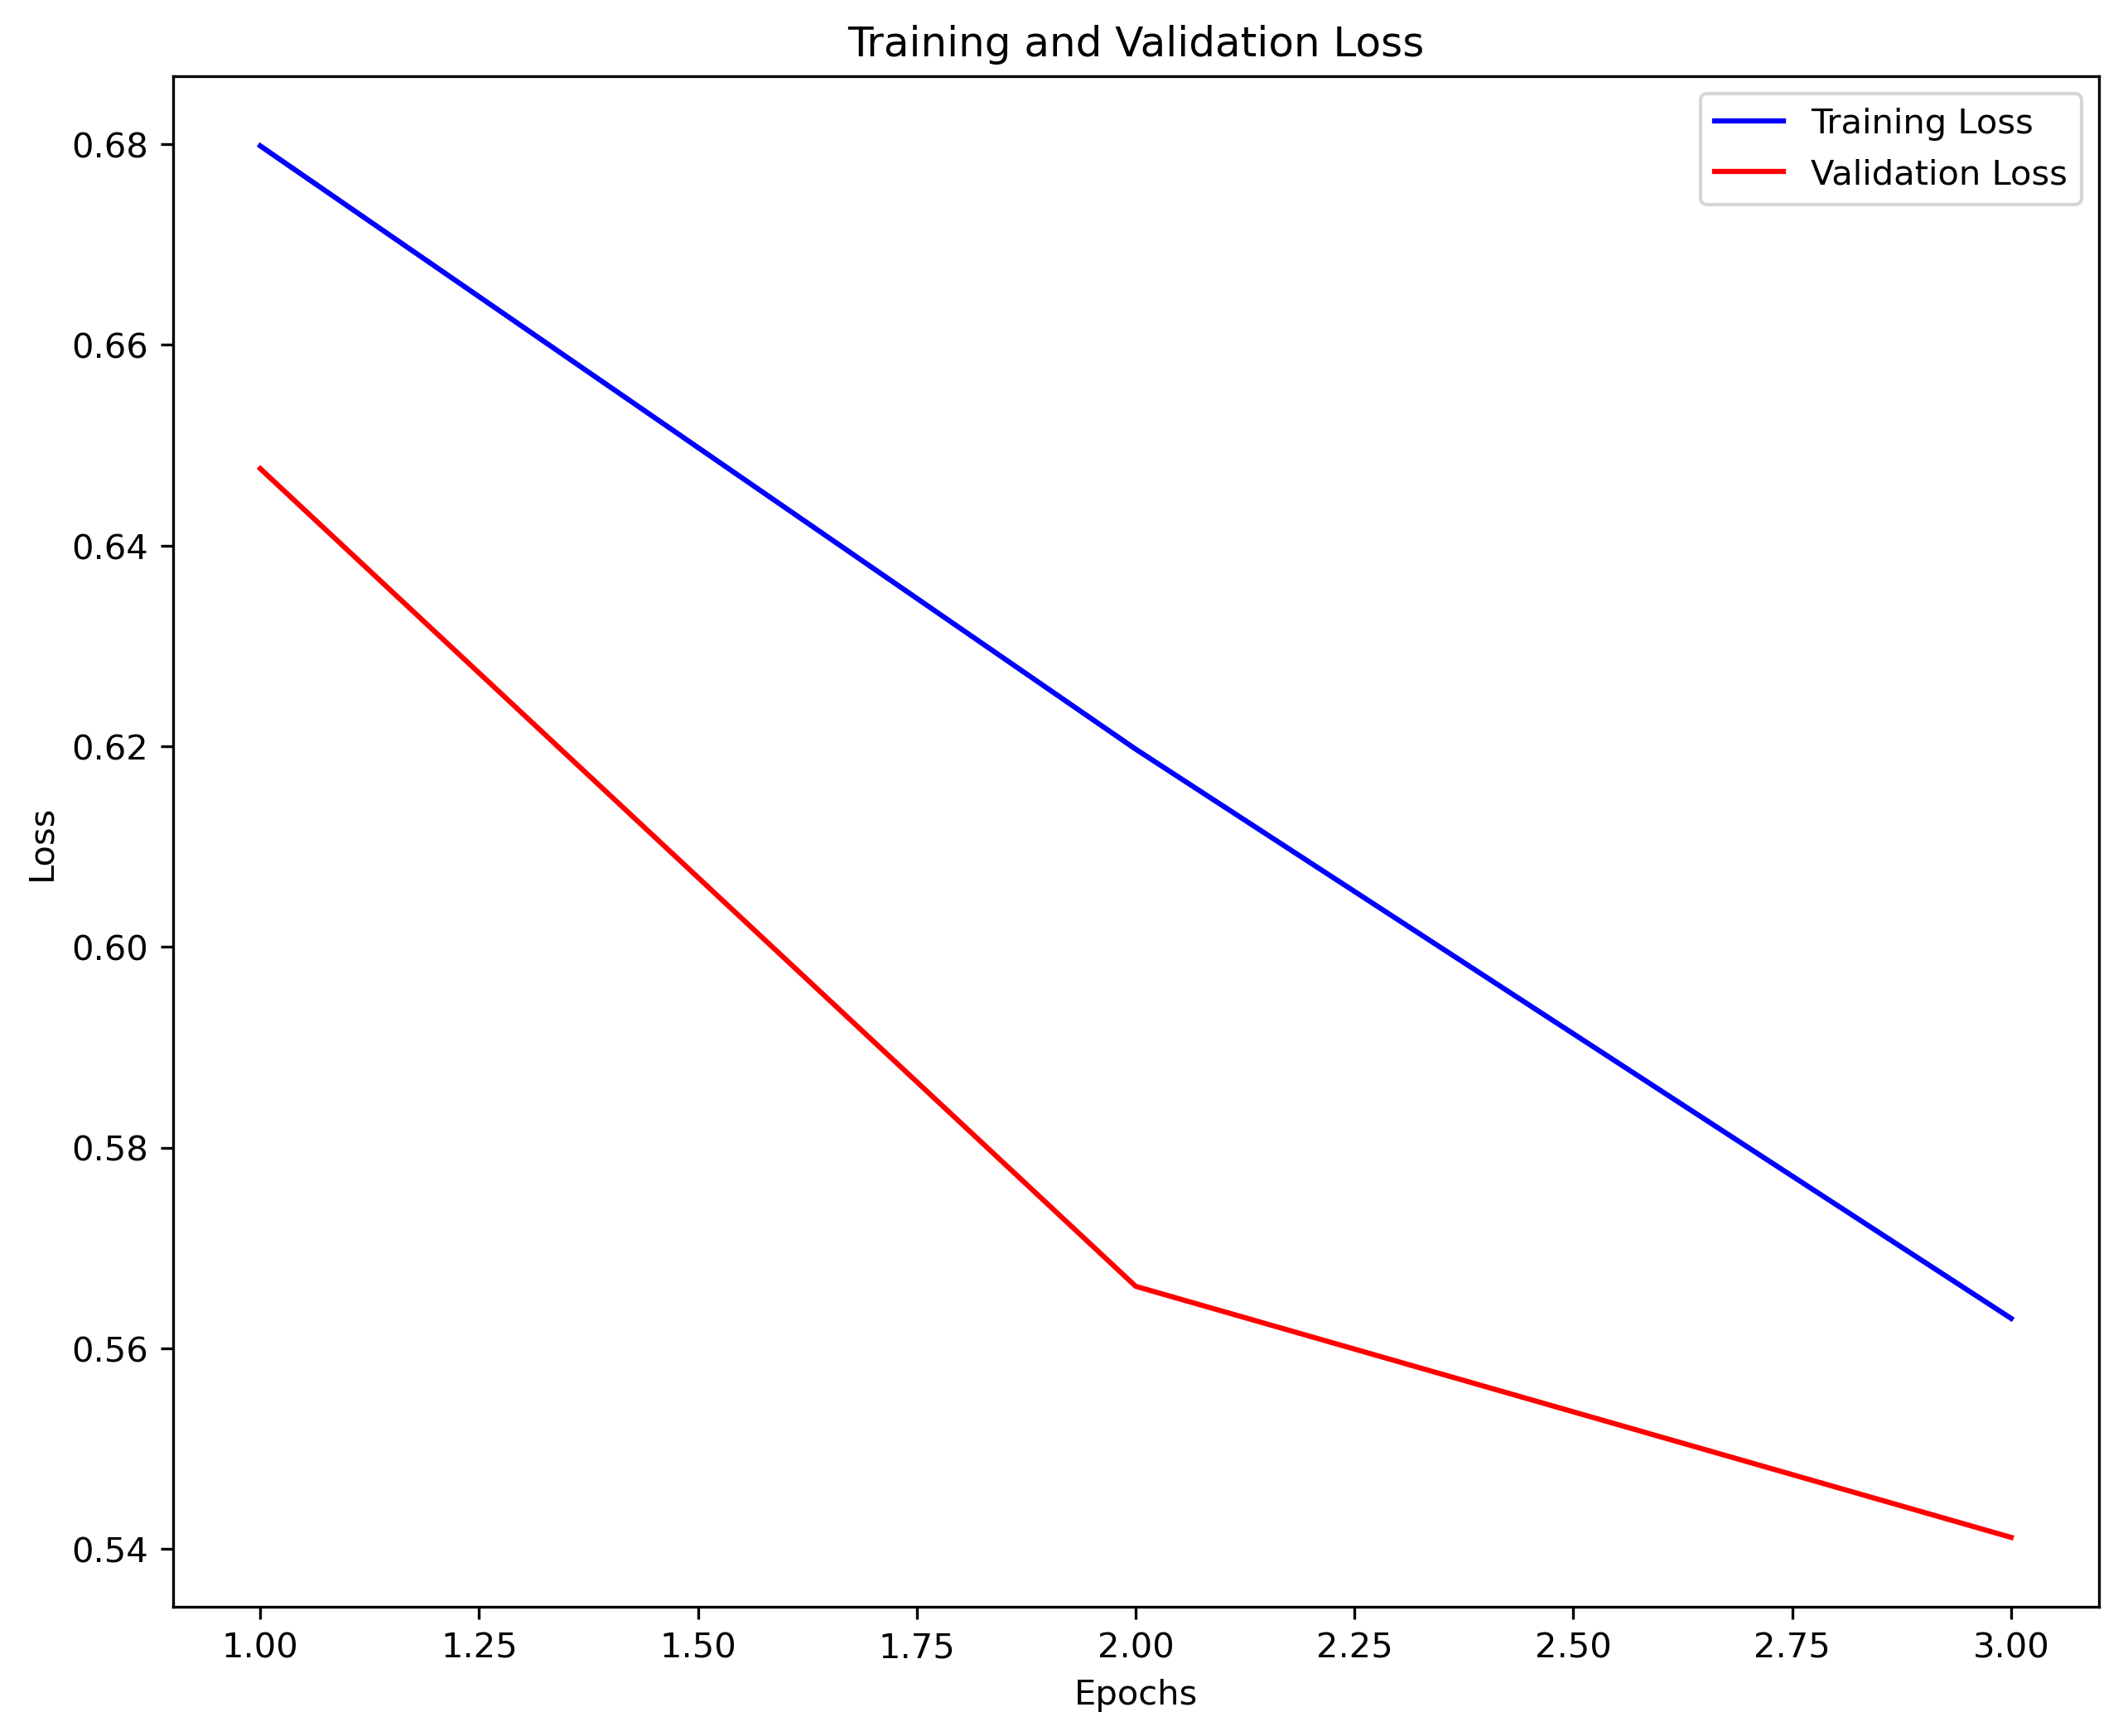 Training and Validation Loss
Training Loss
Validation Loss
0.68
0.66
0.64
0.62
0.60
0.58
0.56
0.54
Loss
1.00 1.25 1.50 1.75 2.00 2.25 2.50 2.75 3.00
Epochs